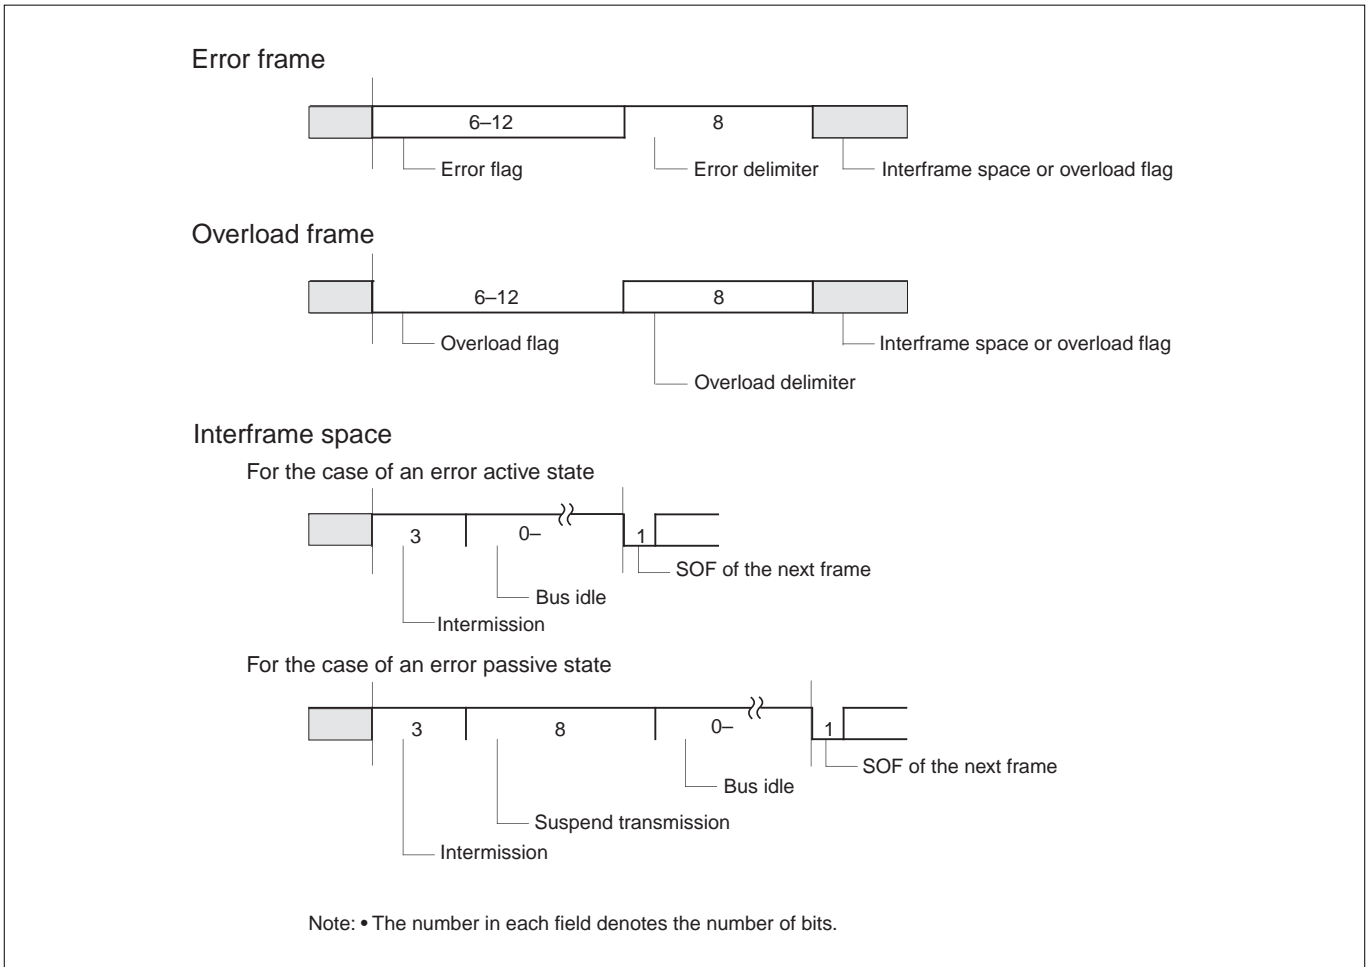 Error frame
6–12
8
Error flag
Error delimiter
Interframe space or overload flag
Overload frame
6–12
8
Overload flag
Interframe space or overload flag
Overload delimiter
Interframe space
For the case of an error active state
3
0–
1
SOF of the next frame
Bus idle
Intermission
For the case of an error passive state
3
8
0–
1
SOF of the next frame
Bus idle
Suspend transmission
Intermission
Note: • The number in each field denotes the number of bits.